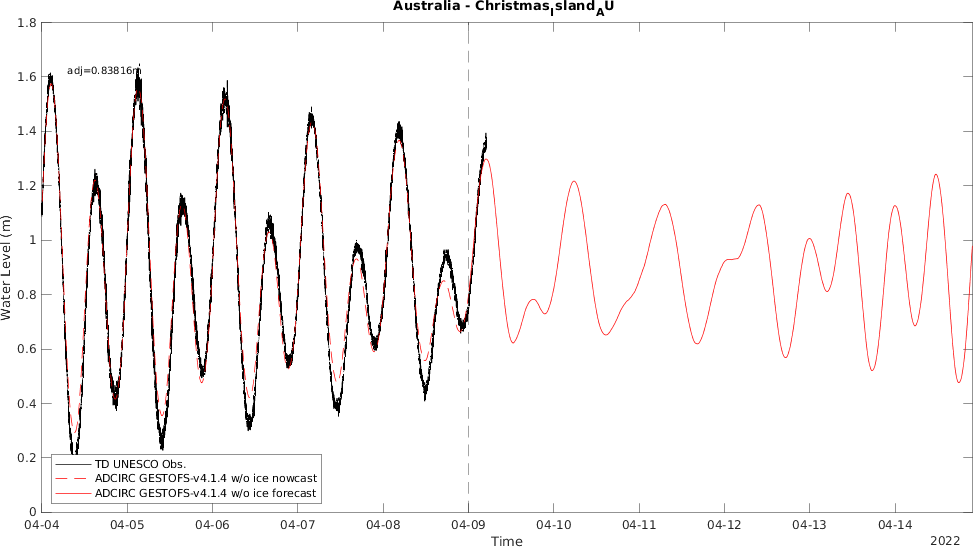 Australia - ChristmasIslandAU
adj=0.83816m
1.8
1.6
1.4
1.2
1
0.8
0.6
0.4
0.2
0
Water Level (m)
TD UNESCO Obs.
ADCIRC GESTOFS-v4.1.4 w/o ice nowcast
ADCIRC GESTOFS-v4.1.4 w/o ice forecast
04-04 04-05 04-06 04-07 04-08 04-09 04-10 04-11 04-12 04-13 04-14
Time
2022